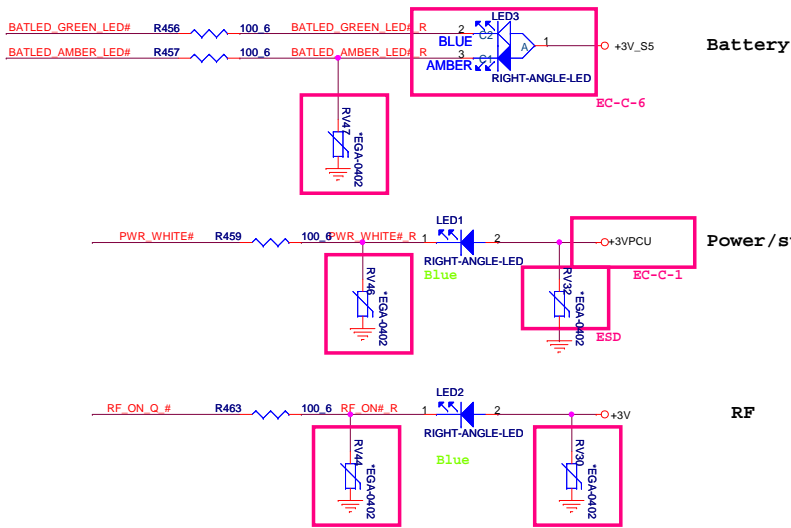 BATLED_GREEN_LED# R456 100_6 BATLED_GREEN_LED#_R 2 LED3
BLUE C2 A 1 +3V_S5 Battery
BATLED_AMBER_LED# R457 100_6 BATLED_AMBER_LED#_R 3 C1
AMBER RIGHT-ANGLE-LED
EC-C-6
RV47
*EGA-0402
PWR_WHITE# R459 100_6 PWR_WHITE#_R 1 LED1 2 +3VPCU
RIGHT-ANGLE-LED
Blue
EC-C-1
RV46
*EGA-0402
RV32
*EGA-0402
ESD
RF_ON_Q_# R463 100_6 RF_ON#_R 1 LED2 2 +3V RF
RIGHT-ANGLE-LED
Blue
RV44
*EGA-0402
RV30
*EGA-0402